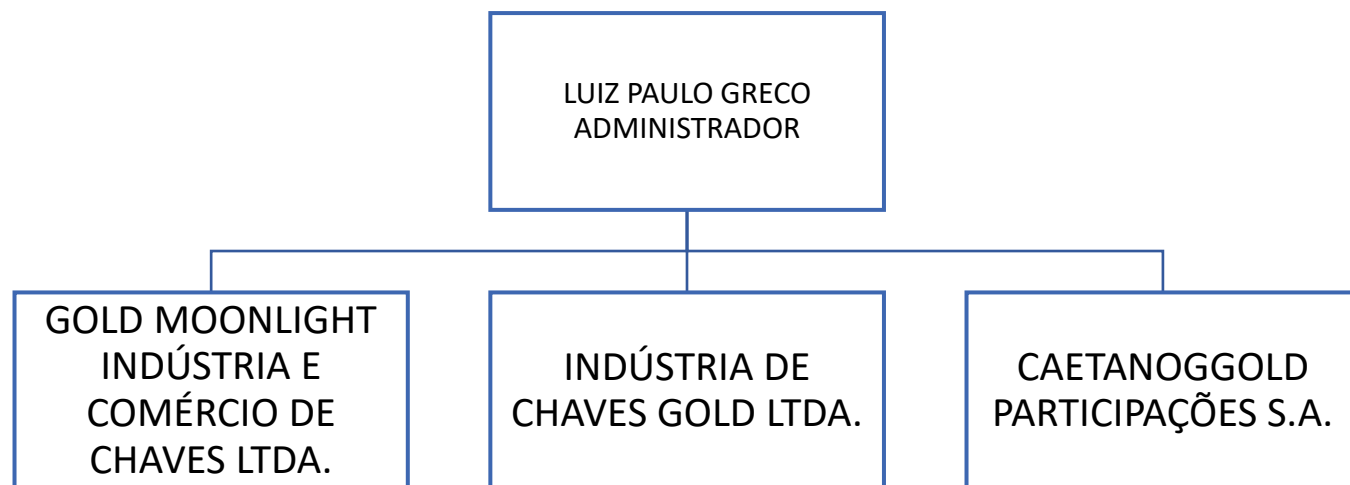 LUIZ PAULO GRECO
ADMINISTRADOR
GOLD MOONLIGHT
INDÚSTRIA E
COMÉRCIO DE
CHAVES LTDA.
INDÚSTRIA DE
CHAVES GOLD LTDA.
CAETANOGGOLD
PARTICIPAÇÕES S.A.